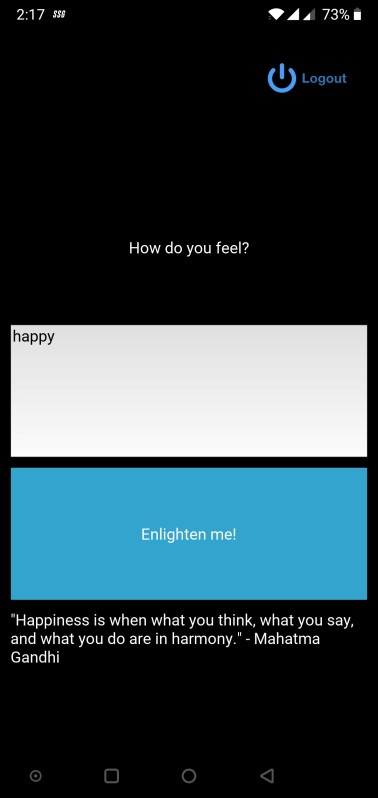 2:17 SSG 73%
Logout
How do you feel?
happy
Enlighten me!
"Happiness is when what you think, what you say,
and what you do are in harmony." - Mahatma
Gandhi